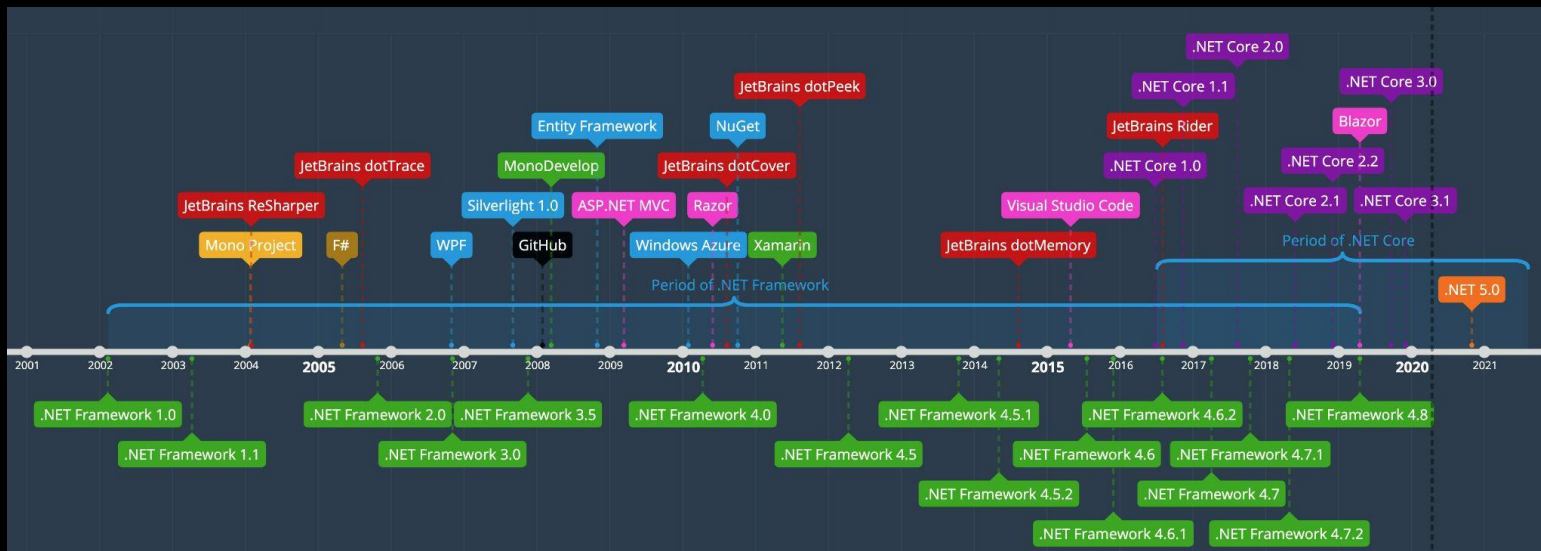 .NET Core 2.0
.NET Core 3.0
JetBrains dotPeek
.NET Core 1.1
Entity Framework
NuGet
JetBrains Rider
Blazor
JetBrains dotTrace
MonoDevelop
JetBrains dotCover
.NET Core 1.0
.NET Core 2.2
JetBrains ReSharper
Silverlight 1.0
ASP.NET MVC
Razor
Visual Studio Code
.NET Core 2.1
.NET Core 3.1
Mono Project
F#
WPF
GitHub
Windows Azure
Xamarin
JetBrains dotMemory
Period of .NET Core
Period of .NET Framework
.NET 5.0
2001 2002 2003 2004 2005 2006 2007 2008 2009 2010 2011 2012 2013 2014 2015 2016 2017 2018 2019 2020 2021
.NET Framework 1.0
.NET Framework 2.0
.NET Framework 3.5
.NET Framework 4.0
.NET Framework 4.5.1
.NET Framework 4.6.2
.NET Framework 4.8
.NET Framework 1.1
.NET Framework 3.0
.NET Framework 4.5
.NET Framework 4.6
.NET Framework 4.7.1
.NET Framework 4.5.2
.NET Framework 4.7
.NET Framework 4.6.1
.NET Framework 4.7.2